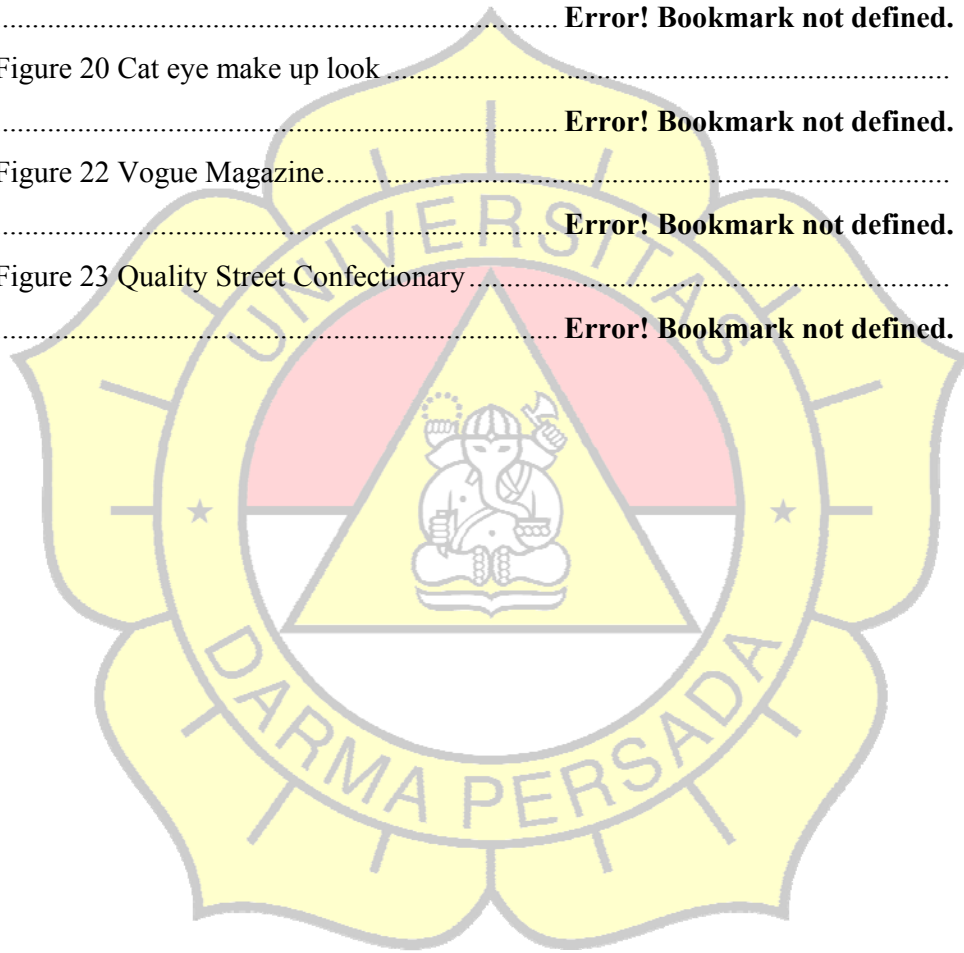 ........................................................................ Error! Bookmark not defined.
Figure 20 Cat eye make up look ........................................................................
........................................................................ Error! Bookmark not defined.
Figure 22 Vogue Magazine........................................................................
........................................................................ Error! Bookmark not defined.
Figure 23 Quality Street Confectionary ........................................................................
........................................................................ Error! Bookmark not defined.
UNIVERSITAS
DARMA PERSADA